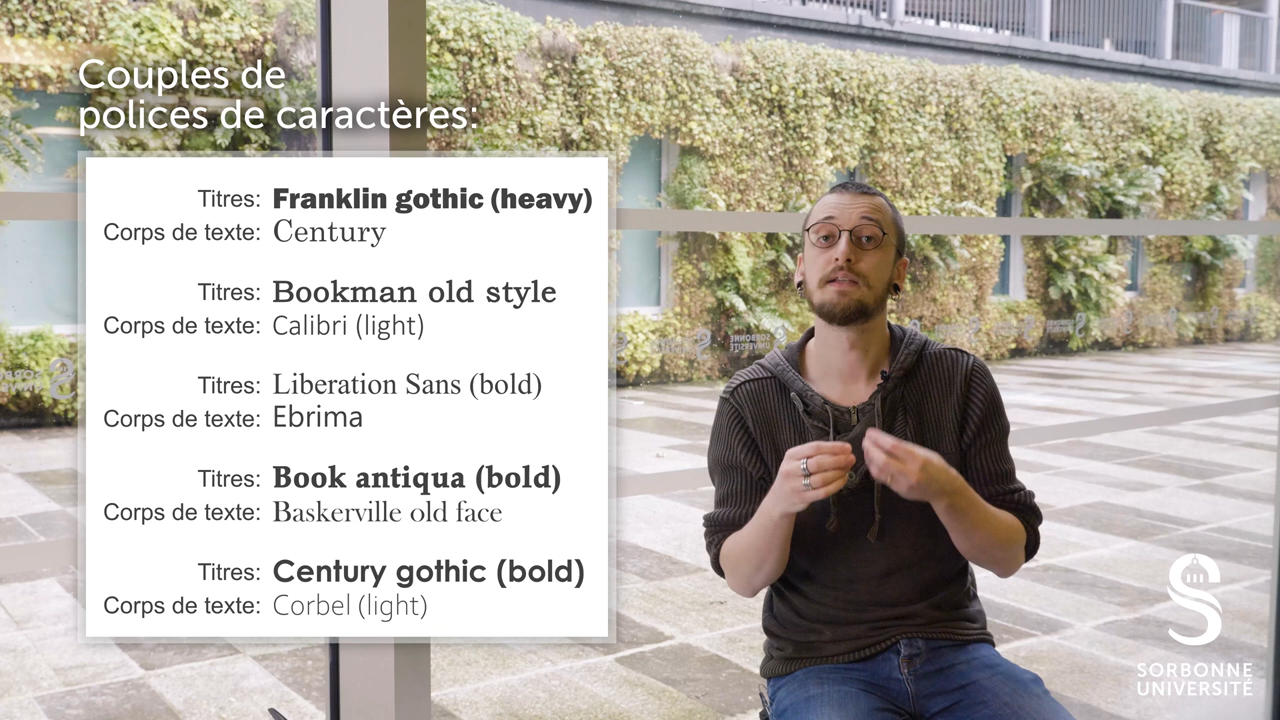 Couples de
polices de caractères:
Titres: Franklin gothic (heavy)
Corps de texte: Century
Titres: Bookman old style
Corps de texte: Calibri (light)
Titres: Liberation Sans (bold)
Corps de texte: Ebrima
Titres: Book antiqua (bold)
Corps de texte: Baskerville old face
Titres: Century gothic (bold)
Corps de texte: Corbel (light)
SORBONNE
UNIVERSITÉ
SORBONNE
UNIVERSITÉ